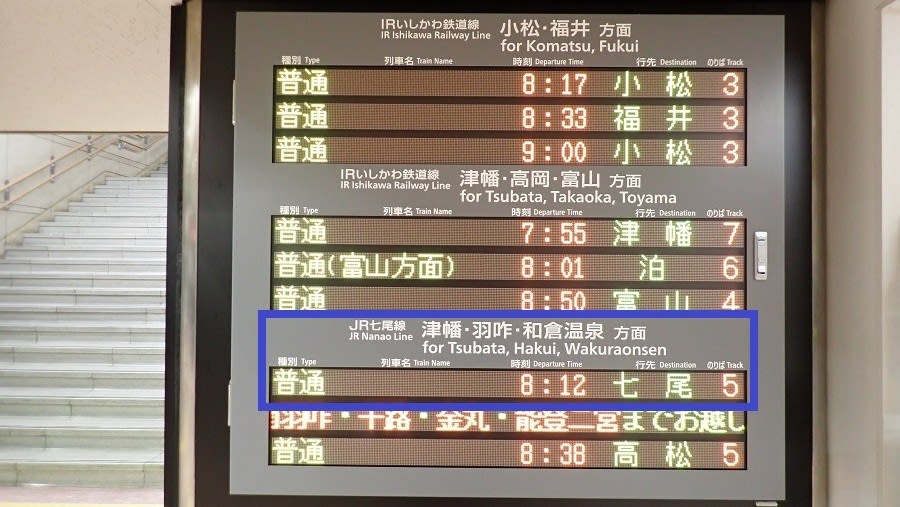 IRいしかわ鉄道線 小松・福井 方面
IR Ishikawa Railway Line for Komatsu, Fukui
種別 Type 列車名 Train Name 時刻 Departure Time 行先 Destination のりば Track
普通 8:17 小松 3
普通 8:33 福井 3
普通 9:00 小松 3
IRいしかわ鉄道線 津幡・高岡・富山 方面
IR Ishikawa Railway Line for Tsubata, Takaoka, Toyama
種別 Type 列車名 Train Name 時刻 Departure Time 行先 Destination のりば Track
普通 7:55 津幡 7
普通(富山方面) 8:01 泊 6
普通 8:50 富山 4
JR七尾線 津幡・羽咋・和倉温泉 方面
JR Nanao Line for Tsubata, Hakui, Wakuraonsen
種別 Type 列車名 Train Name 時刻 Departure Time 行先 Destination のりば Track
普通 8:12 七尾 5
羽咋・千路・金丸・能登二宮までお越し
普通 8:38 高松 5